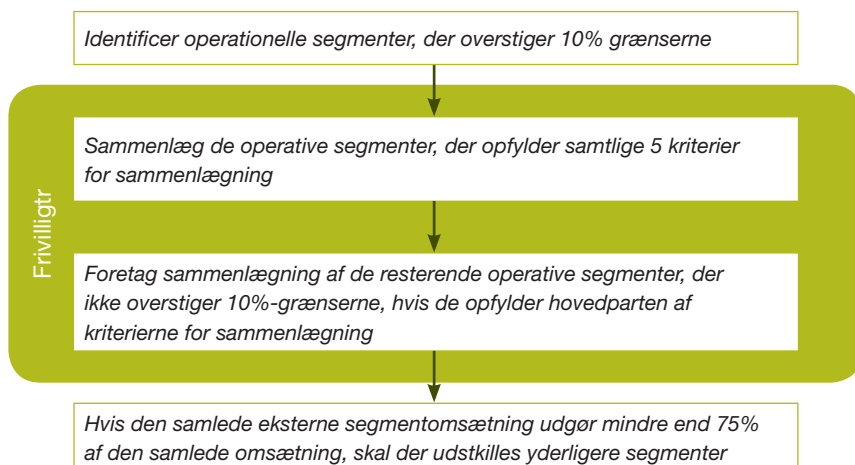 Identificer operationelle segmenter, der overstiger 10% grænserne
Frivilligtr
Sammenlæg de operative segmenter, der opfylder samtlige 5 kriterier
for sammenlægning
Foretag sammenlægning af de resterende operative segmenter, der
ikke overstiger 10%-grænserne, hvis de opfylder hovedparten af
kriterierne for sammenlægning
Hvis den samlede eksterne segmentomsætning udgør mindre end 75%
af den samlede omsætning, skal der udstkilles yderligere segmenter